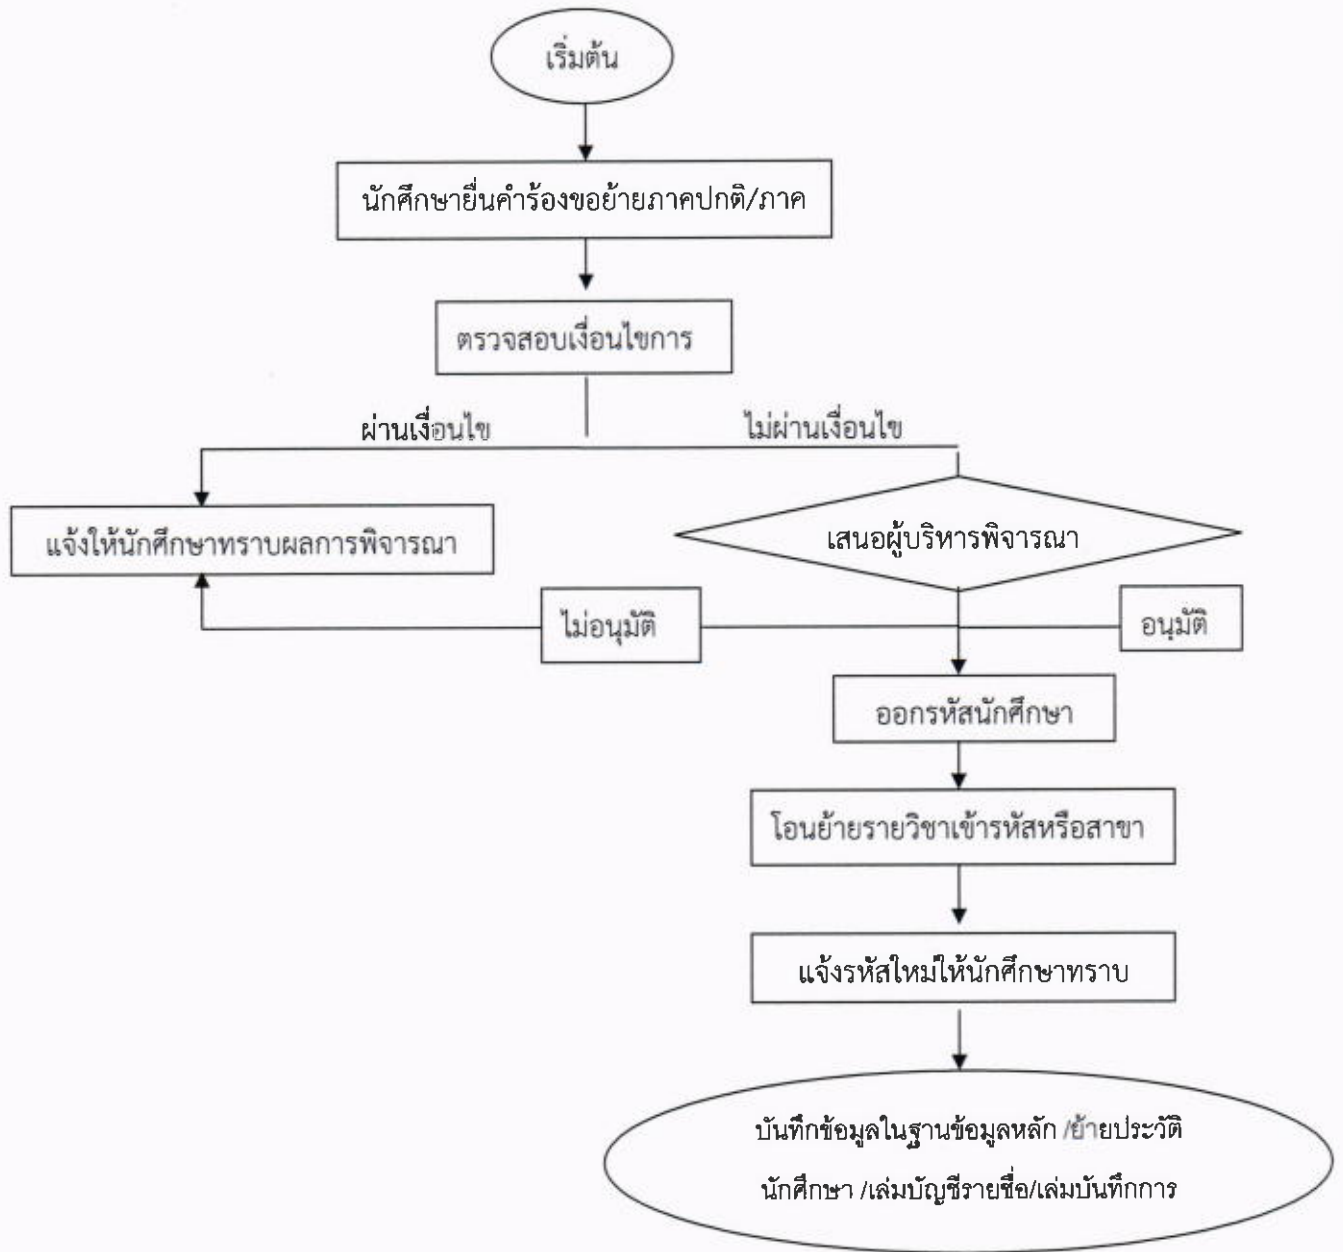 เริ่มต้น
นักศึกษายื่นคำร้องขอย้ายภาคปกติ/ภาค
ตรวจสอบเงื่อนไขการ
ผ่านเงื่อนไข
ไม่ผ่านเงื่อนไข
แจ้งให้นักศึกษาทราบผลการพิจารณา
เสนอผู้บริหารพิจารณา
ไม่อนุมัติ
อนุมัติ
ออกรหัสนักศึกษา
โอนย้ายรายวิชาเข้ารหัสหรือสาขา
แจ้งรหัสใหม่ให้นักศึกษาทราบ
บันทึกข้อมูลในฐานข้อมูลหลัก /ย้ายประวัติ
นักศึกษา /เล่มบัญชีรายชื่อ/เล่มบันทึกการ